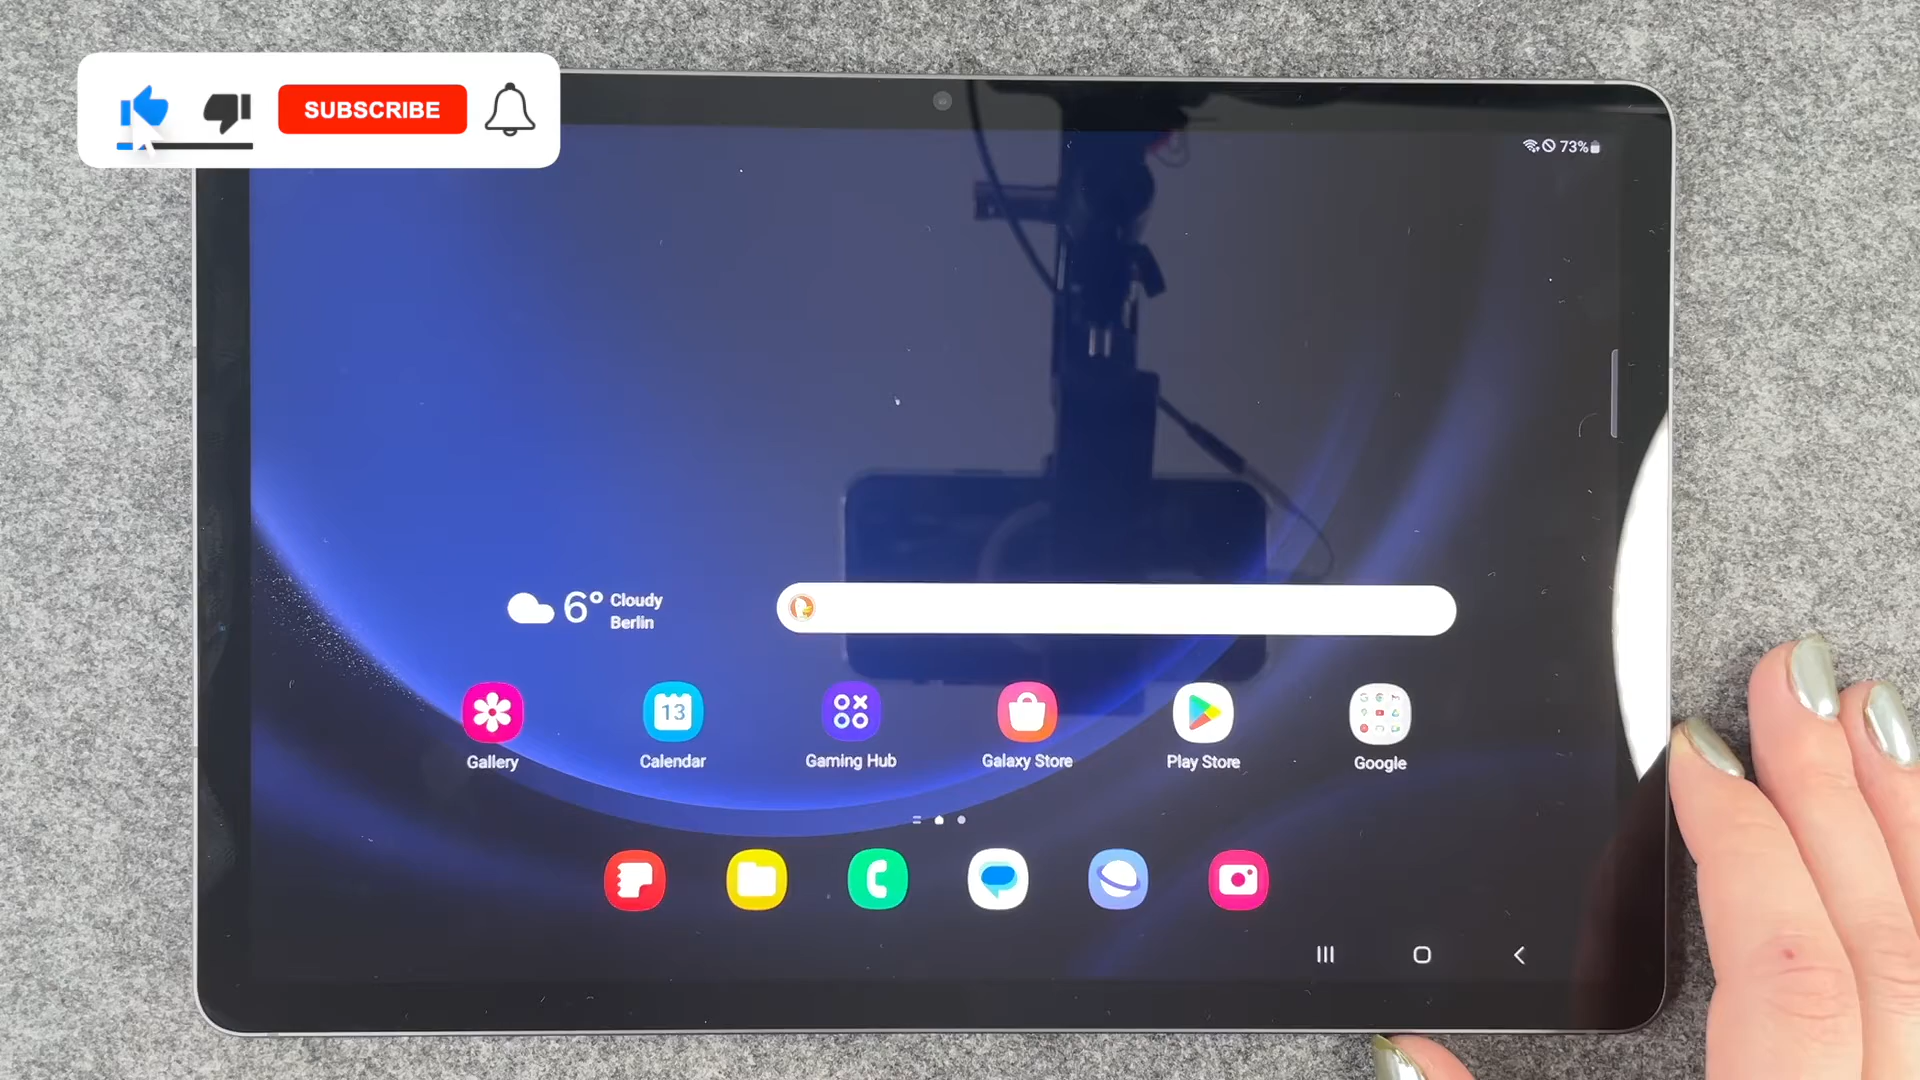 SUBSCRIBE
73%
6° Cloudy
Berlin
13
Gallery
Calendar
Gaming Hub
Galaxy Store
Play Store
Google